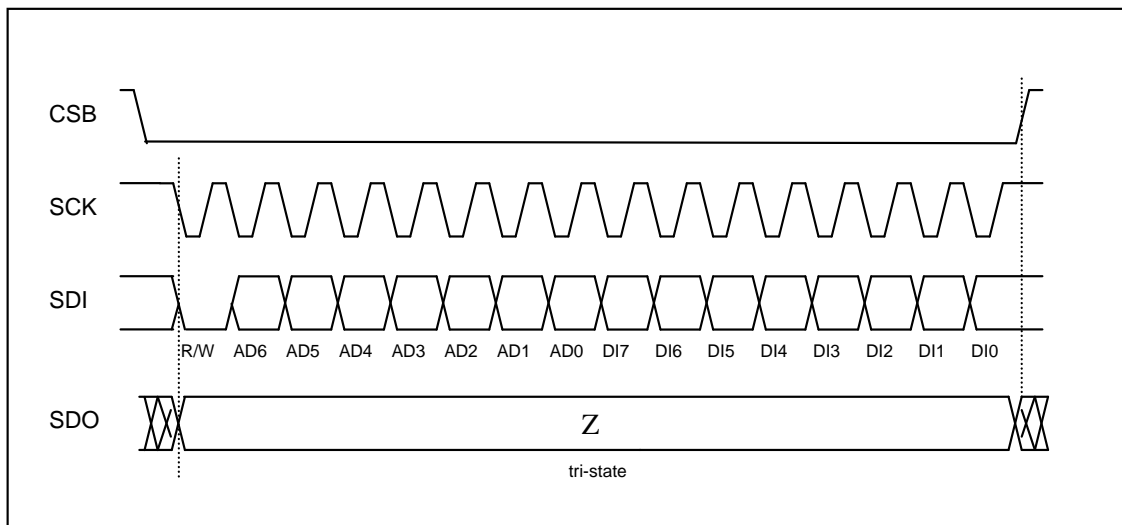 CSB
SCK
SDI
R/W AD6 AD5 AD4 AD3 AD2 AD1 AD0 DI7 DI6 DI5 DI4 DI3 DI2 DI1 DI0
SDO
Z
tri-state